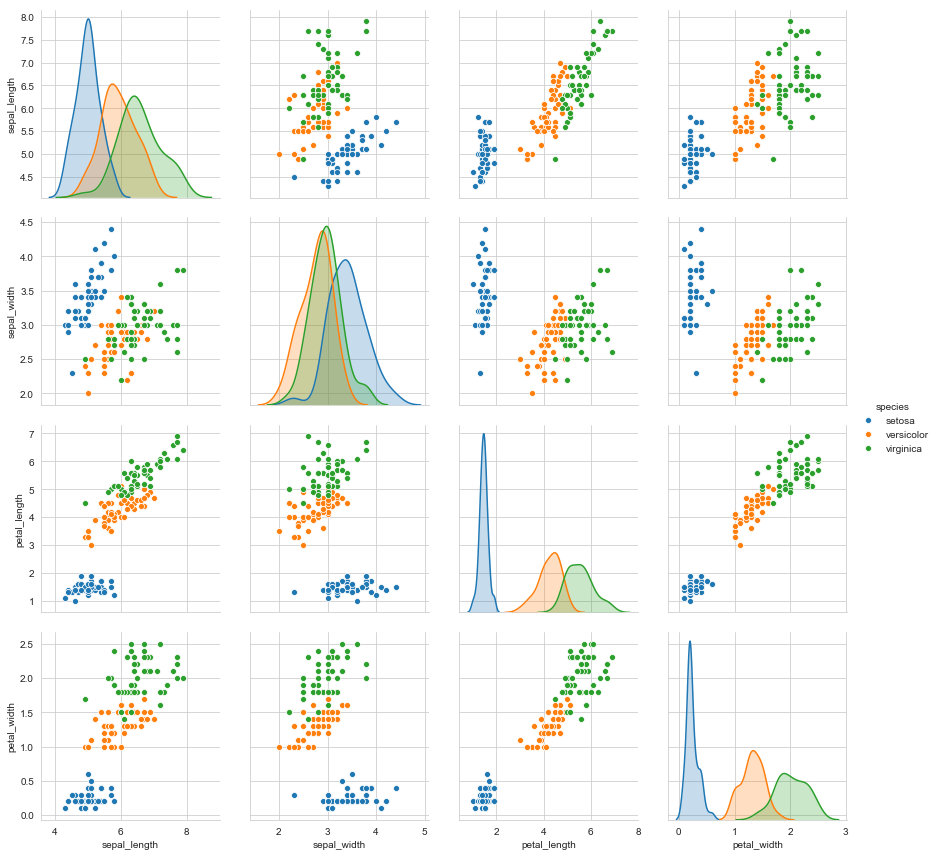 8.0
7.5
7.0
6.5
6.0
5.5
5.0
4.5
sepal_length
4.5
4.0
3.5
3.0
2.5
2.0
sepal_width
species
setosa
versicolor
virginica
7
6
5
4
3
2
1
petal_length
2.5
2.0
1.5
1.0
0.5
0.0
petal_width
4 6 8
sepal_length
2 3 4 5
sepal_width
2 4 6 8
petal_length
0 1 2 3
petal_width